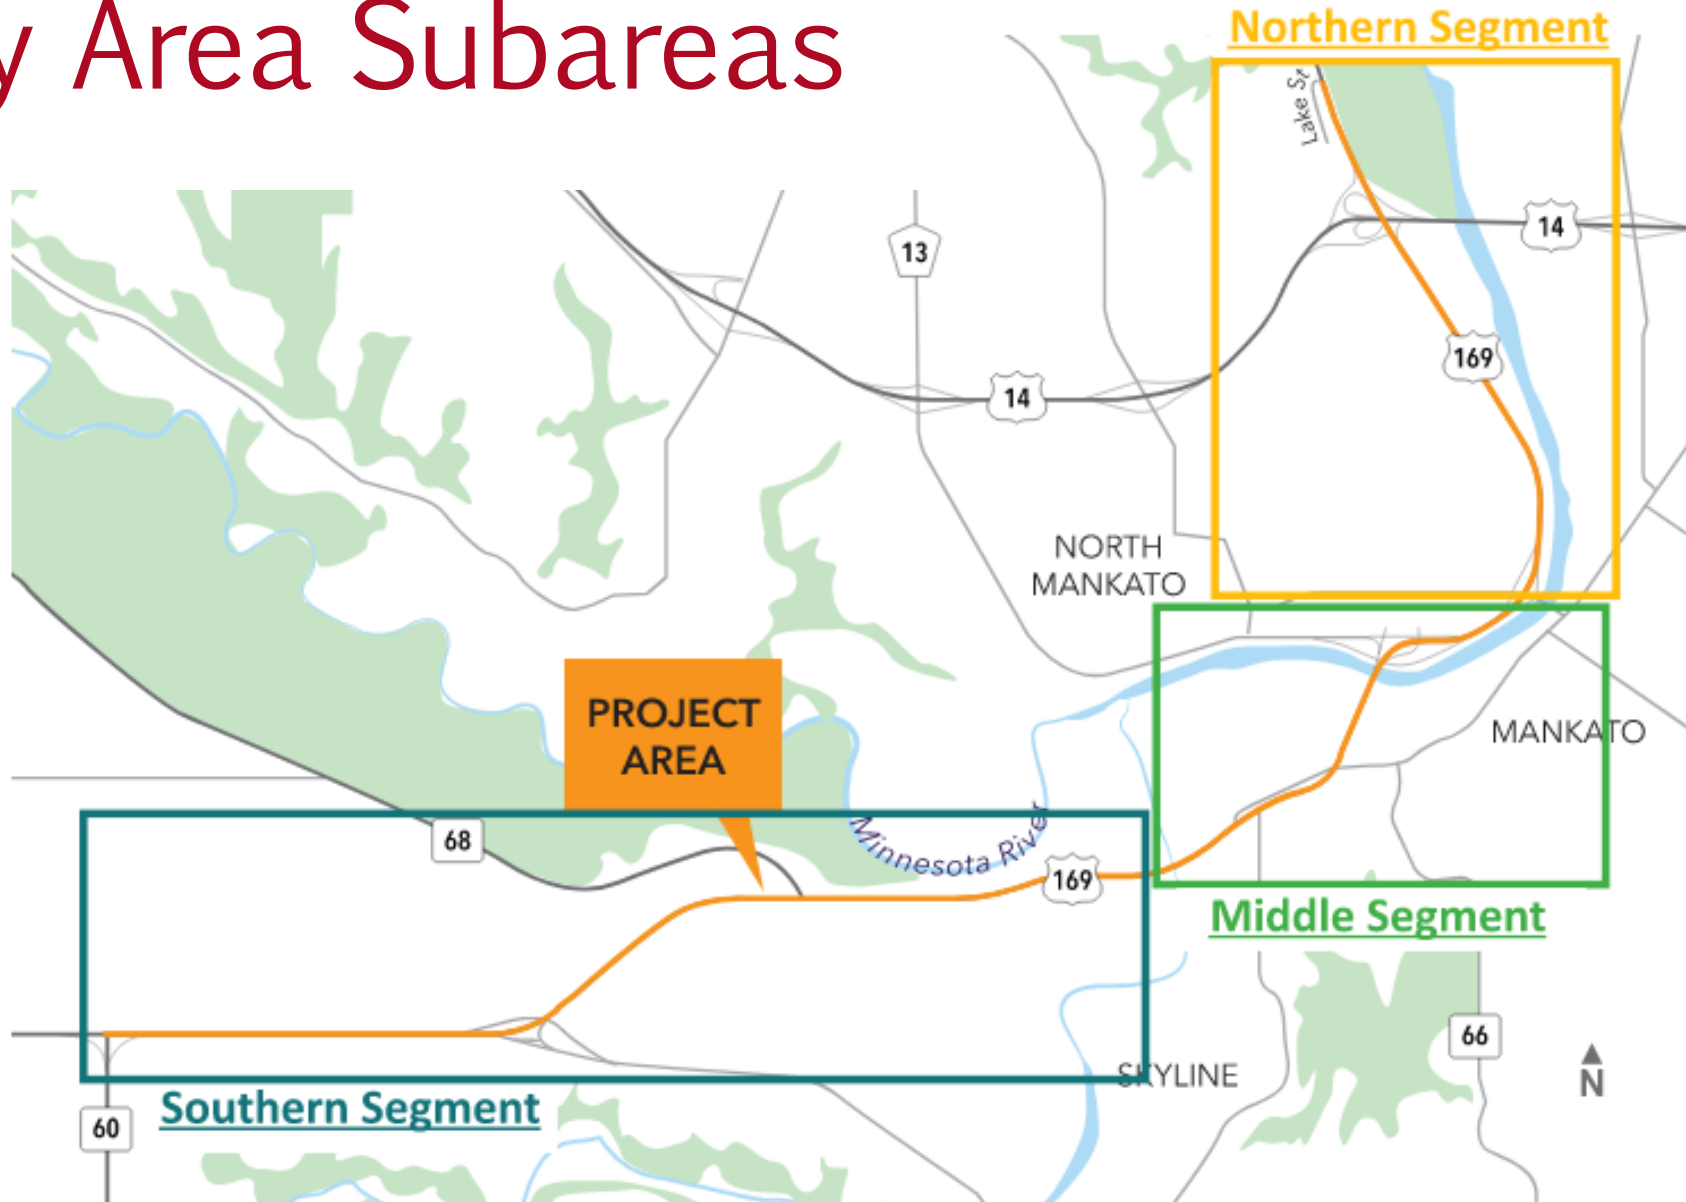 y Area Subareas
Northern Segment
Lake St
14
13
169
14
NORTH
MANKATO
PROJECT
AREA
MANKATO
Minnesota River
68
169
Middle Segment
66
N
SKYLINE
Southern Segment
60